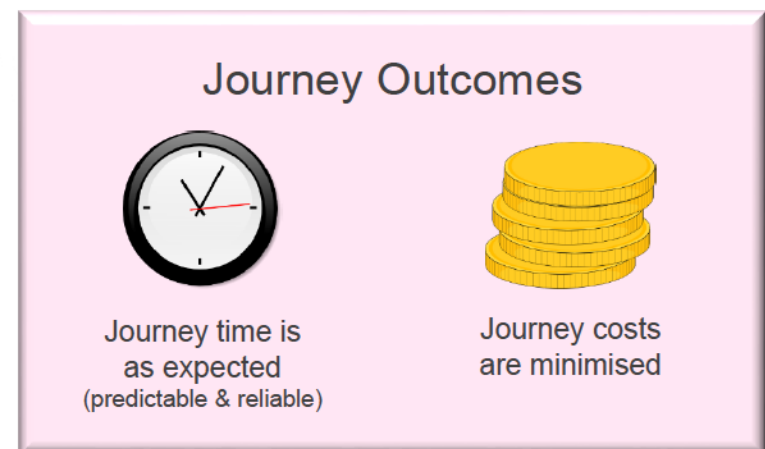 Journey Outcomes
Journey time is
as expected
(predictable & reliable)
Journey costs
are minimised